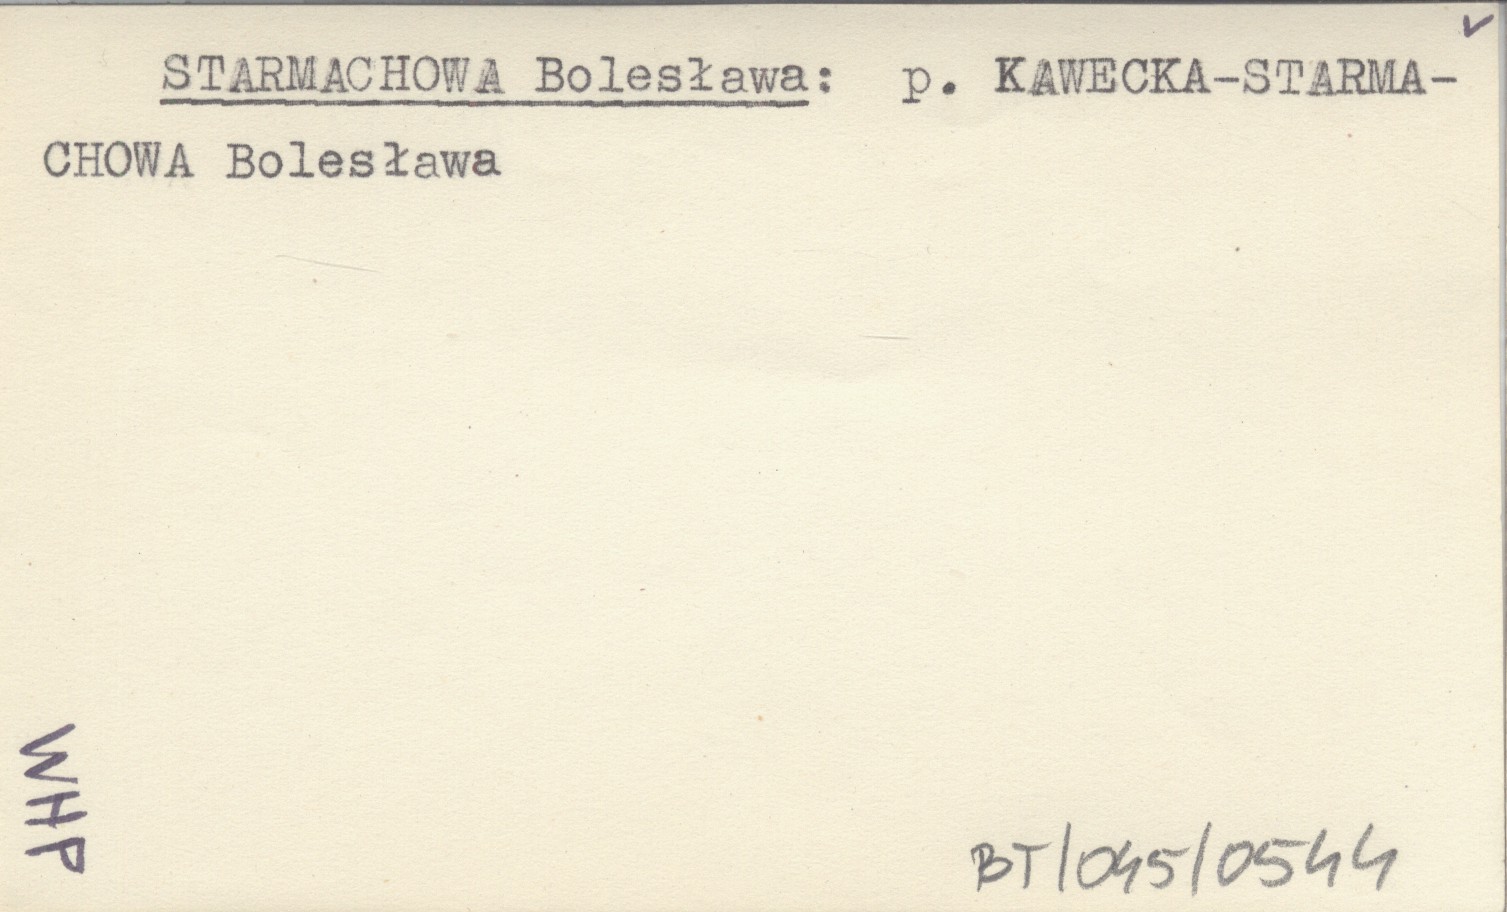 STARMACHOWA Bolesława: p. KAWECKA-STARMA-
CHOWA Bolesława
WHP
BT/045/0544